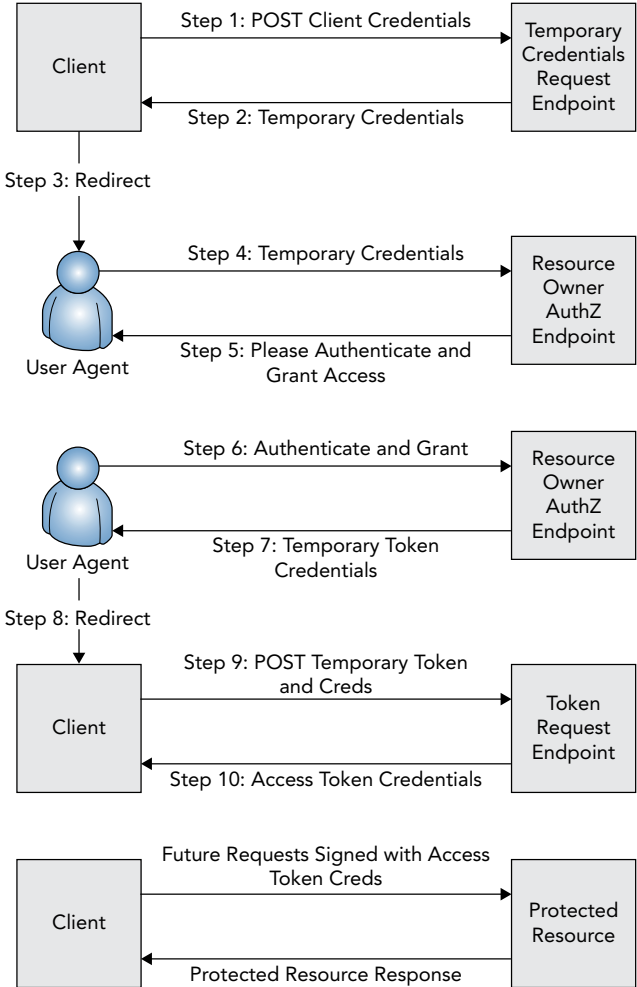 Step 1: POST Client Credentials
Client
Temporary
Credentials
Request
Endpoint
Step 2: Temporary Credentials
Step 3: Redirect
Step 4: Temporary Credentials
Resource
Owner
AuthZ
Endpoint
Step 5: Please Authenticate and
Grant Access
User Agent
Step 6: Authenticate and Grant
Resource
Owner
AuthZ
Endpoint
Step 7: Temporary Token
Credentials
User Agent
Step 8: Redirect
Step 9: POST Temporary Token
and Creds
Client
Token
Request
Endpoint
Step 10: Access Token Credentials
Future Requests Signed with Access
Token Creds
Client
Protected
Resource
Protected Resource Response